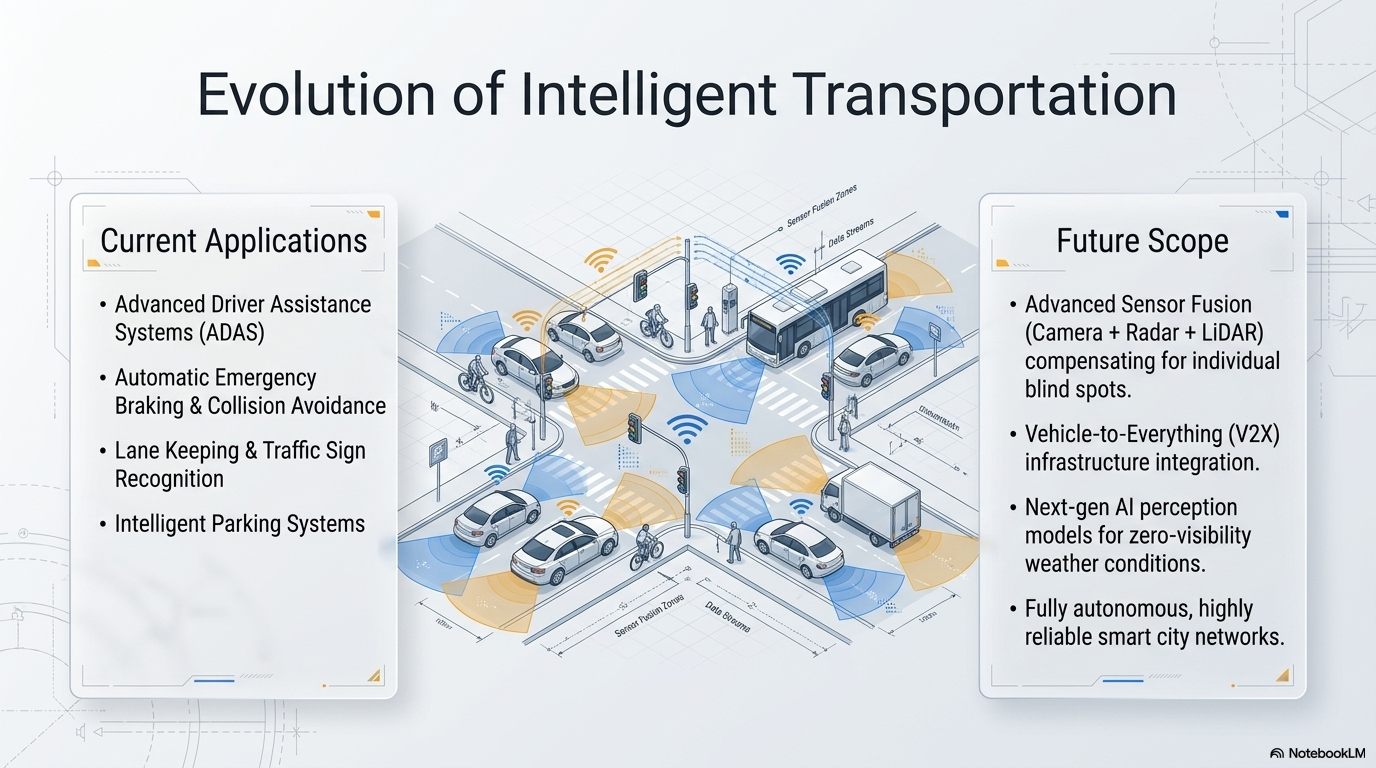 Evolution of Intelligent Transportation
Current Applications
• Advanced Driver Assistance
Systems (ADAS)
• Automatic Emergency
Braking & Collision Avoidance
• Lane Keeping & Traffic Sign
Recognition
• Intelligent Parking Systems
Sensor Fusion Zones
Data Streams
Sensor Fusion Zones
Data Streams
Future Scope
• Advanced Sensor Fusion
(Camera + Radar + LiDAR)
compensating for individual
blind spots.
• Vehicle-to-Everything (V2X)
infrastructure integration.
• Next-gen AI perception
models for zero-visibility
weather conditions.
• Fully autonomous, highly
reliable smart city networks.
NotebookLM